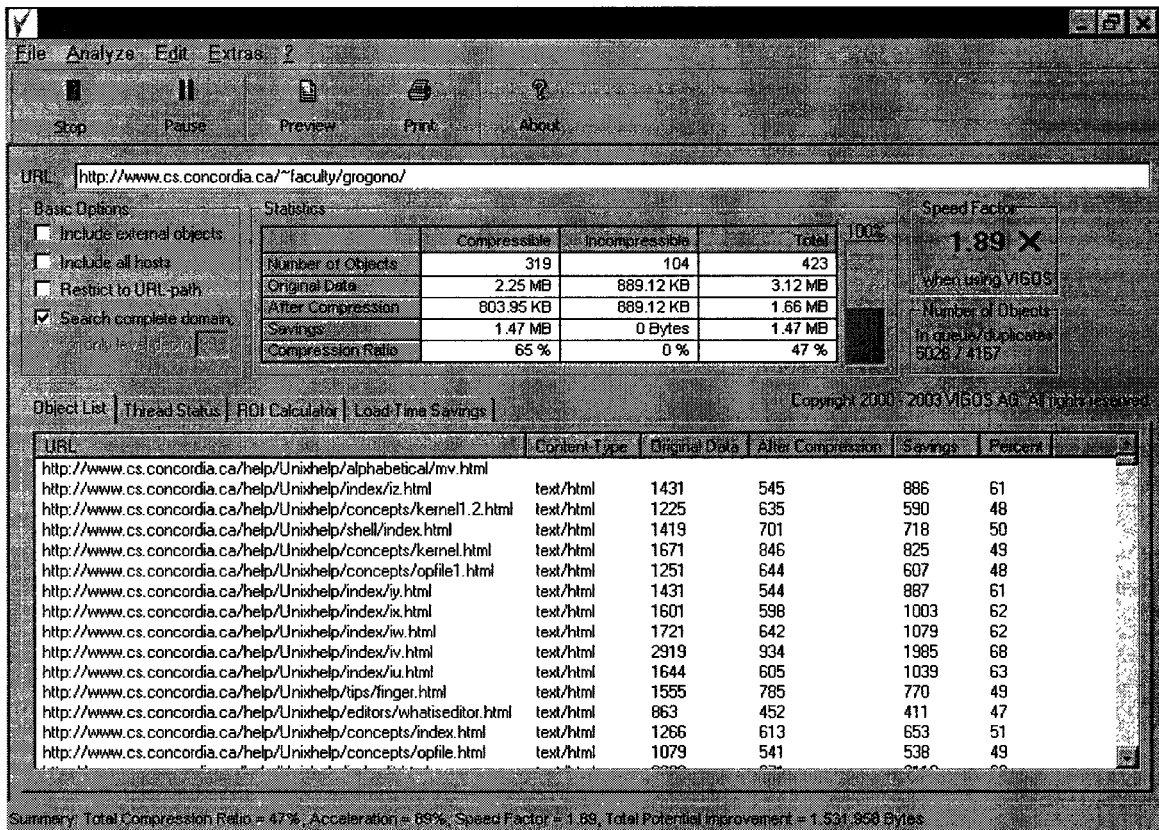 File Analyze Edit Extras ?
Stop Pause Preview Print About
URL: http://www.cs.concordia.ca/~faculty/grogono/
Basic Options
Include external objects
Include all hosts
Restrict to URL-path
Search complete domain,
or only level depth
Statistics
Compressible Incompressible Total
Number of Objects 319 104 423
Original Data 2.25 MB 889.12 KB 3.12 MB
After Compression 803.95 KB 889.12 KB 1.66 MB
Savings 1.47 MB 0 Bytes 1.47 MB
Compression Ratio 65 % 0 % 47 %
100%
Speed Factor
1.89 X
when using VIGOS
Number of Objects
In queue/duplicates
5026 / 4167
Object List Thread Status ROI Calculator Load-Time Savings
Copyright 2000 - 2003 VIGOS AG. All rights reserved
URL Content-Type Original Data After Compression Savings Percent
http://www.cs.concordia.ca/help/Unixhelp/alphabetical/mv.html
http://www.cs.concordia.ca/help/Unixhelp/index/iz.html text/html 1431 545 886 61
http://www.cs.concordia.ca/help/Unixhelp/concepts/kernel1.2.html text/html 1225 635 590 48
http://www.cs.concordia.ca/help/Unixhelp/shell/index.html text/html 1419 701 718 50
http://www.cs.concordia.ca/help/Unixhelp/concepts/kernel.html text/html 1671 846 825 49
http://www.cs.concordia.ca/help/Unixhelp/concepts/opfile1.html text/html 1251 644 607 48
http://www.cs.concordia.ca/help/Unixhelp/index/iy.html text/html 1431 544 887 61
http://www.cs.concordia.ca/help/Unixhelp/index/ix.html text/html 1601 598 1003 62
http://www.cs.concordia.ca/help/Unixhelp/index/iw.html text/html 1721 642 1079 62
http://www.cs.concordia.ca/help/Unixhelp/index/iv.html text/html 2919 934 1985 68
http://www.cs.concordia.ca/help/Unixhelp/index/iu.html text/html 1644 605 1039 63
http://www.cs.concordia.ca/help/Unixhelp/tips/finger.html text/html 1555 785 770 49
http://www.cs.concordia.ca/help/Unixhelp/editors/whatiseditor.html text/html 863 452 411 47
http://www.cs.concordia.ca/help/Unixhelp/concepts/index.html text/html 1266 613 653 51
http://www.cs.concordia.ca/help/Unixhelp/concepts/opfile.html text/html 1079 541 538 49
Summary: Total Compression Ratio = 47%, Acceleration = 89%, Speed Factor = 1.89, Total Potential Improvement = 1.531.958 Bytes